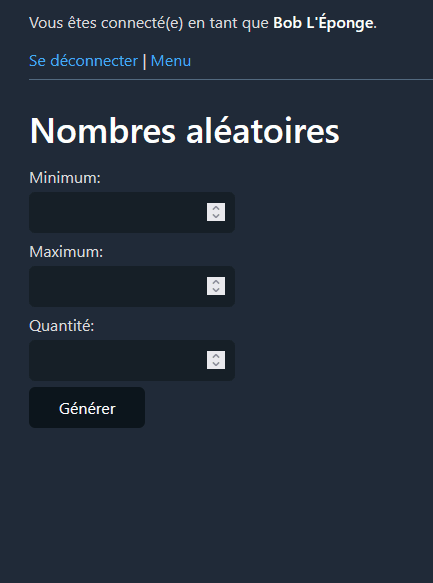 Vous êtes connecté(e) en tant que Bob L'Éponge.
Se déconnecter | Menu
Nombres aléatoires
Minimum:
Maximum:
Quantité:
Générer